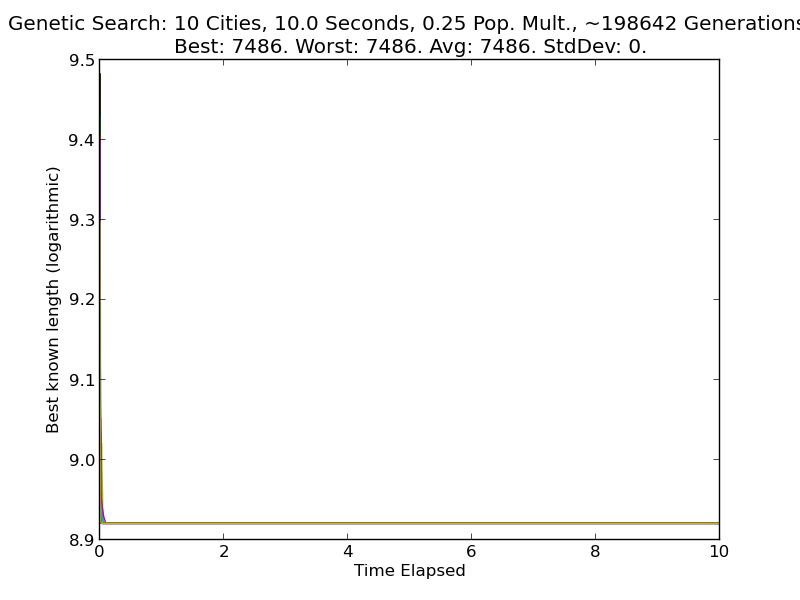 Genetic Search: 10 Cities, 10.0 Seconds, 0.25 Pop. Mult., ~198642 Generations
Best: 7486. Worst: 7486. Avg: 7486. StdDev: 0.
9.5
9.4
9.3
9.2
9.1
9.0
8.9
Best known length (logarithmic)
0 2 4 6 8 10
Time Elapsed